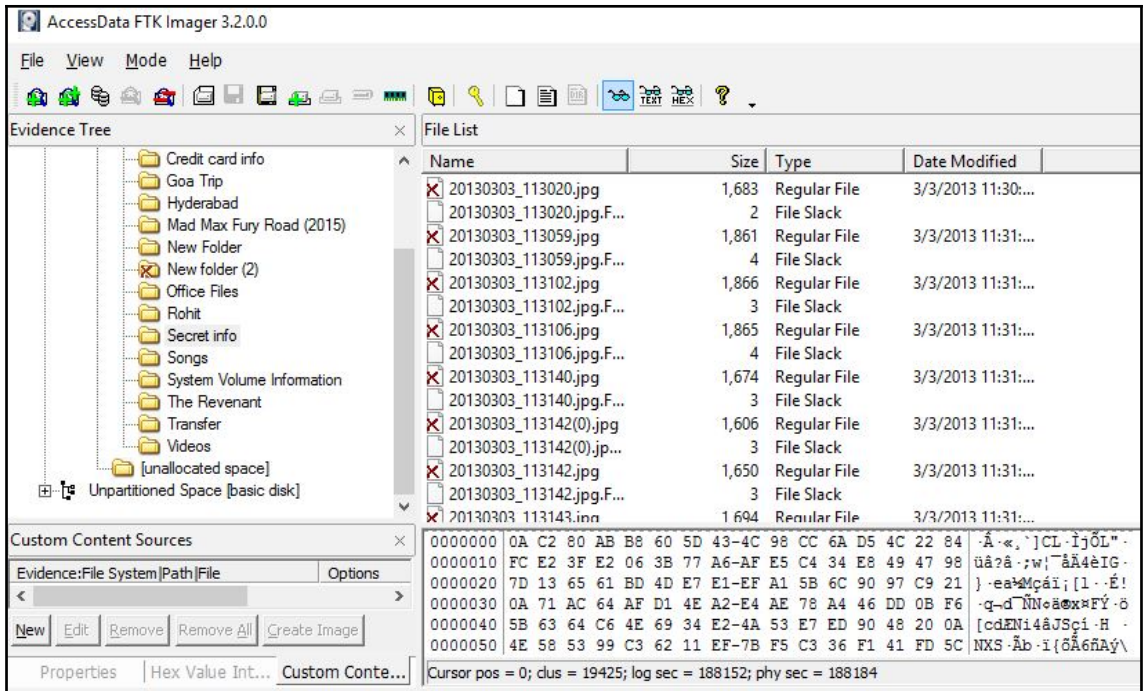 AccessData FTK Imager 3.2.0.0
File View Mode Help
TEXT HEX
Evidence Tree
Credit card info
Goa Trip
Hyderabad
Mad Max Fury Road (2015)
New Folder
New folder (2)
Office Files
Rohit
Secret info
Songs
System Volume Information
The Revenant
Transfer
Videos
[unallocated space]
Unpartitioned Space [basic disk]
Custom Content Sources
Evidence:File System|Path|File Options
New Edit Remove Remove All Create Image
Properties Hex Value Int... Custom Conte...
File List
Name Size Type Date Modified
20130303_113020.jpg 1,683 Regular File 3/3/2013 11:30:...
20130303_113020.jpg.F... 2 File Slack
20130303_113059.jpg 1,861 Regular File 3/3/2013 11:31:...
20130303_113059.jpg.F... 4 File Slack
20130303_113102.jpg 1,866 Regular File 3/3/2013 11:31:...
20130303_113102.jpg.F... 3 File Slack
20130303_113106.jpg 1,865 Regular File 3/3/2013 11:31:...
20130303_113106.jpg.F... 4 File Slack
20130303_113140.jpg 1,674 Regular File 3/3/2013 11:31:...
20130303_113140.jpg.F... 3 File Slack
20130303_113142(0).jpg 1,606 Regular File 3/3/2013 11:31:...
20130303_113142(0).jp... 3 File Slack
20130303_113142.jpg 1,650 Regular File 3/3/2013 11:31:...
20130303_113142.jpg.F... 3 File Slack
20130303_113143.jpg 1,694 Regular File 3/3/2013 11:31:...
0000000 0A C2 80 AB B8 60 5D 43-4C 98 CC 6A D5 4C 22 84
0000010 FC E2 3F E2 06 3B 77 A6-AF E5 C4 34 E8 49 47 98
0000020 7D 13 65 61 BD 4D E7 E1-EF A1 5B 6C 90 97 C9 21
0000030 0A 71 AC 64 AF D1 4E A2-E4 AE 78 A4 46 DD 0B F6
0000040 5B 63 64 C6 4E 69 34 E2-4A 53 E7 ED 90 48 20 0A
0000050 4E 58 53 99 C3 62 11 EF-7B F5 C3 36 F1 41 FD 5C
Cursor pos = 0; clus = 19425; log sec = 188152; phy sec = 188184